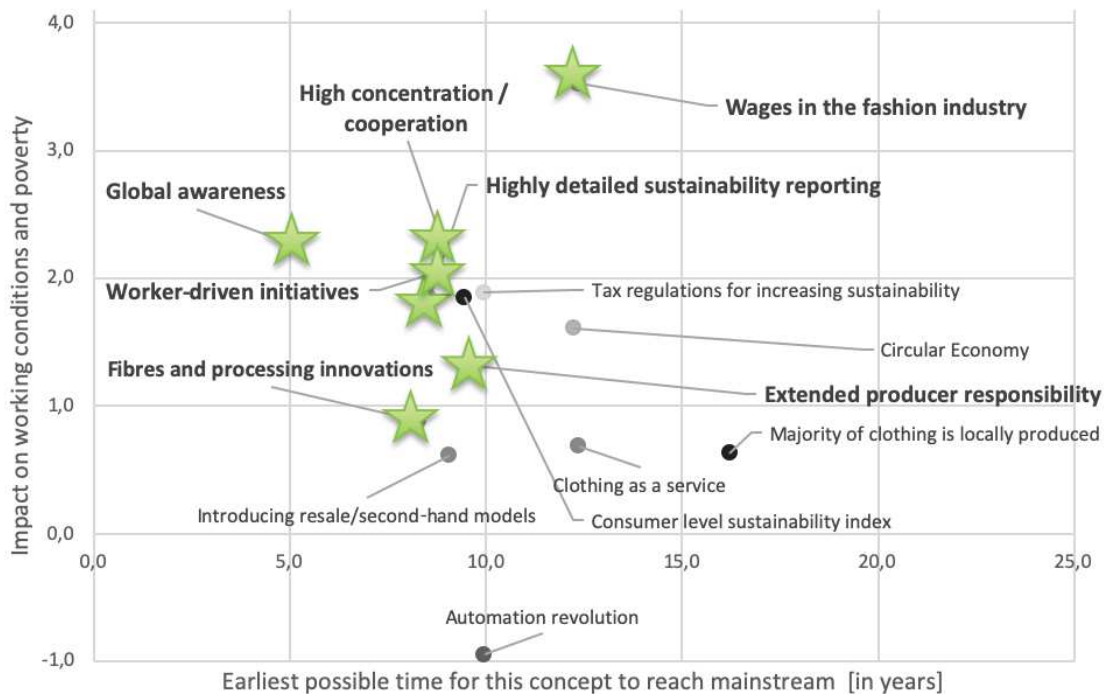 4,0
3,0
2,0
1,0
0,0
-1,0
Impact on working conditions and poverty
High concentration /
cooperation
Wages in the fashion industry
Global awareness
Highly detailed sustainability reporting
Worker-driven initiatives
Tax regulations for increasing sustainability
Circular Economy
Fibres and processing innovations
Extended producer responsibility
Majority of clothing is locally produced
Clothing as a service
Introducing resale/second-hand models
Consumer level sustainability index
0,0
5,0
10,0
15,0
20,0
25,0
Automation revolution
Earliest possible time for this concept to reach mainstream [in years]